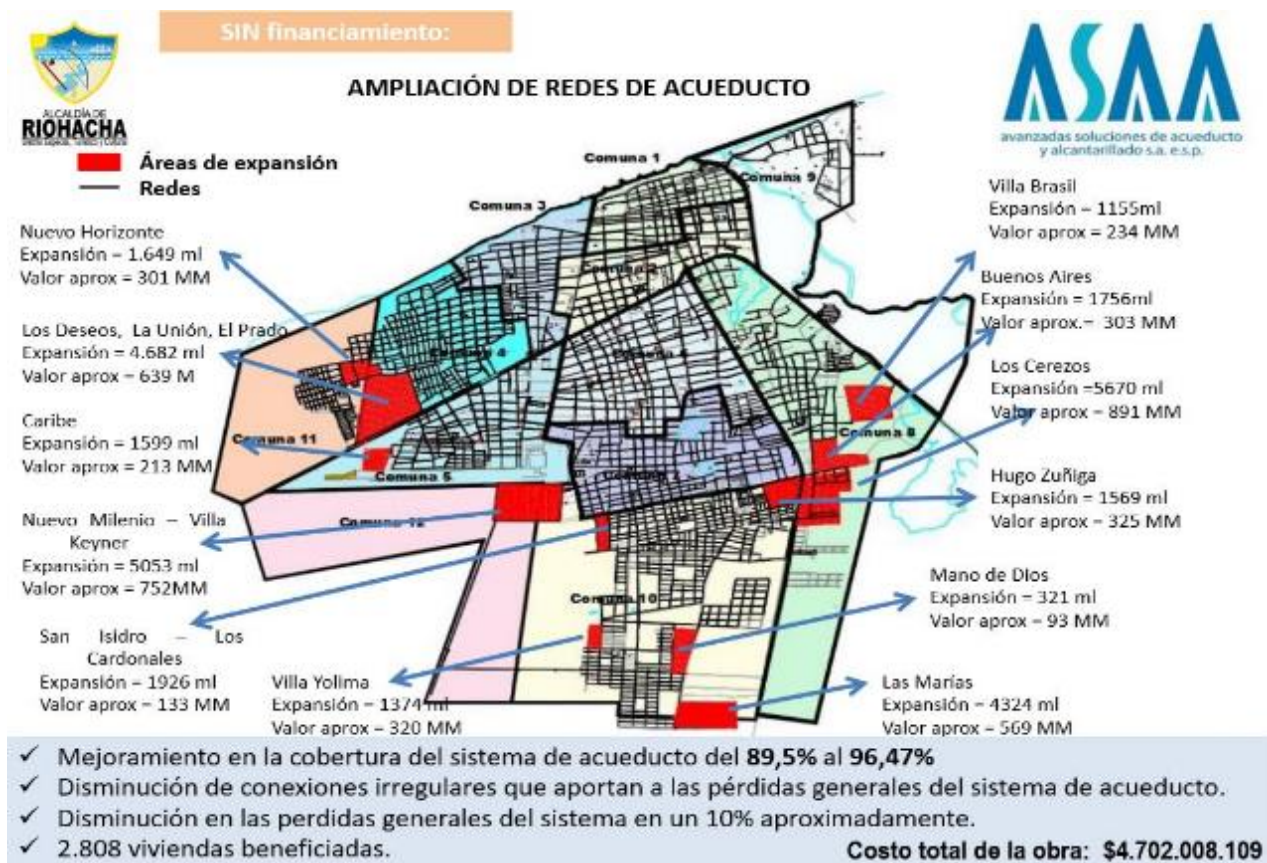 SIN financiamiento:
ALCALDÍA DE
RIOHACHA
AMPLIACIÓN DE REDES DE ACUEDUCTO
ASAA
avanzadas soluciones de acueducto
y alcantarillado s.a. e.s.p.
Áreas de expansión
Redes
Comuna 1
Comuna 9
Comuna 3
Comuna 2
Comuna 4
Comuna 11
Comuna 5
Comuna 8
Comuna 12
Comuna 10
Nuevo Horizonte
Expansión – 1.649 ml
Valor aprox = 301 MM
Los Deseos, La Unión, El Prado
Expansión = 4.682 ml
Valor aprox – 639 M
Caribe
Expansión – 1599 ml
Valor aprox = 213 MM
Nuevo Milenio – Villa
Keyner
Expansión = 5053 ml
Valor aprox = 752MM
San Isidro – Los
Cardonales
Expansión – 1926 ml
Valor aprox – 133 MM
Villa Yolima
Expansión – 1374 ml
Valor aprox – 320 MM
Villa Brasil
Expansión – 1155ml
Valor aprox – 234 MM
Buenos Aires
Expansión = 1756ml
Valor aprox.– 303 MM
Los Cerezos
Expansión =5670 ml
Valor aprox – 891 MM
Hugo Zuñiga
Expansión = 1569 ml
Valor aprox – 325 MM
Mano de Dios
Expansión – 321 ml
Valor aprox – 93 MM
Las Marías
Expansión – 4324 ml
Valor aprox = 569 MM
✓ Mejoramiento en la cobertura del sistema de acueducto del 89,5% al 96,47%
✓ Disminución de conexiones irregulares que aportan a las pérdidas generales del sistema de acueducto.
✓ Disminución en las perdidas generales del sistema en un 10% aproximadamente.
✓ 2.808 viviendas beneficiadas.
Costo total de la obra: $4.702.008.109